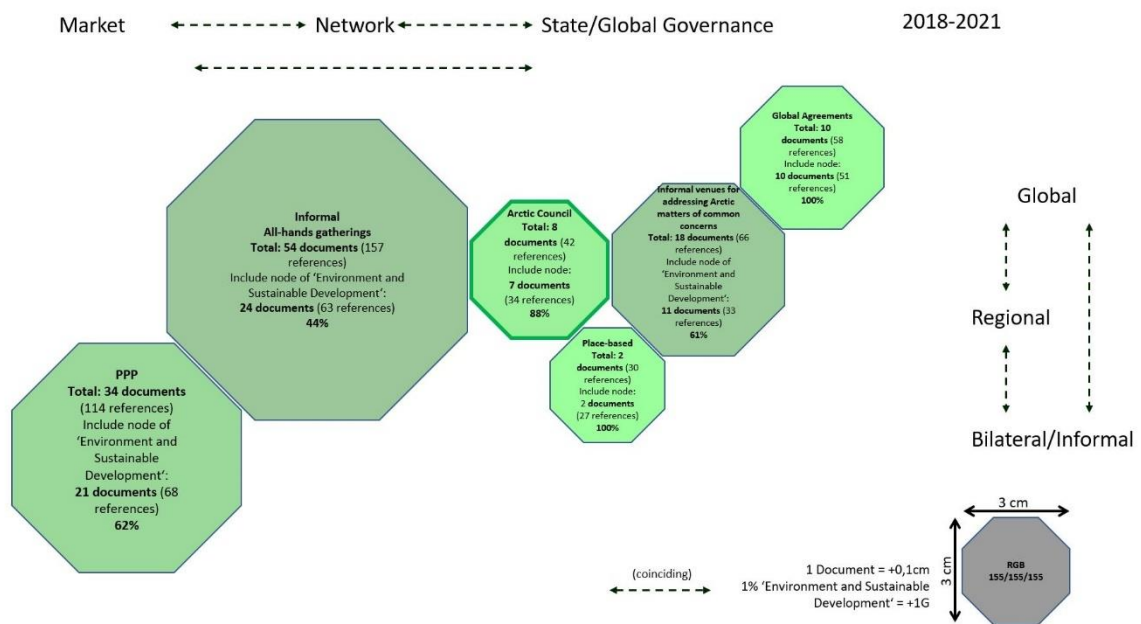 Market
Network
State/Global Governance
2018-2021
Global Agreements
Total: 10
documents (58
references)
Include node:
10 documents (51
references)
100%
Informal
All-hands gatherings
Total: 54 documents (157
references)
Include node of ‘Environment and
Sustainable Development‘:
24 documents (63 references)
44%
Arctic Council
Total: 8
documents (42
references)
Include node:
7 documents
(34 references)
88%
Informal venues for
addressing Arctic
matters of common
concerns
Total: 18 documents (66
references)
Include node of
‘Environment and
Sustainable
Development‘:
11 documents (33
references)
61%
Place-based
Total: 2
documents (30
references)
Include node:
2 documents
(27 references)
100%
PPP
Total: 34 documents
(114 references)
Include node of
‘Environment and
Sustainable
Development‘:
21 documents (68
references)
62%
Global
Regional
Bilateral/Informal
(coinciding)
1 Document = +0,1cm
1% ‘Environment and Sustainable
Development‘ = +1G
3 cm
3 cm
RGB
155/155/155